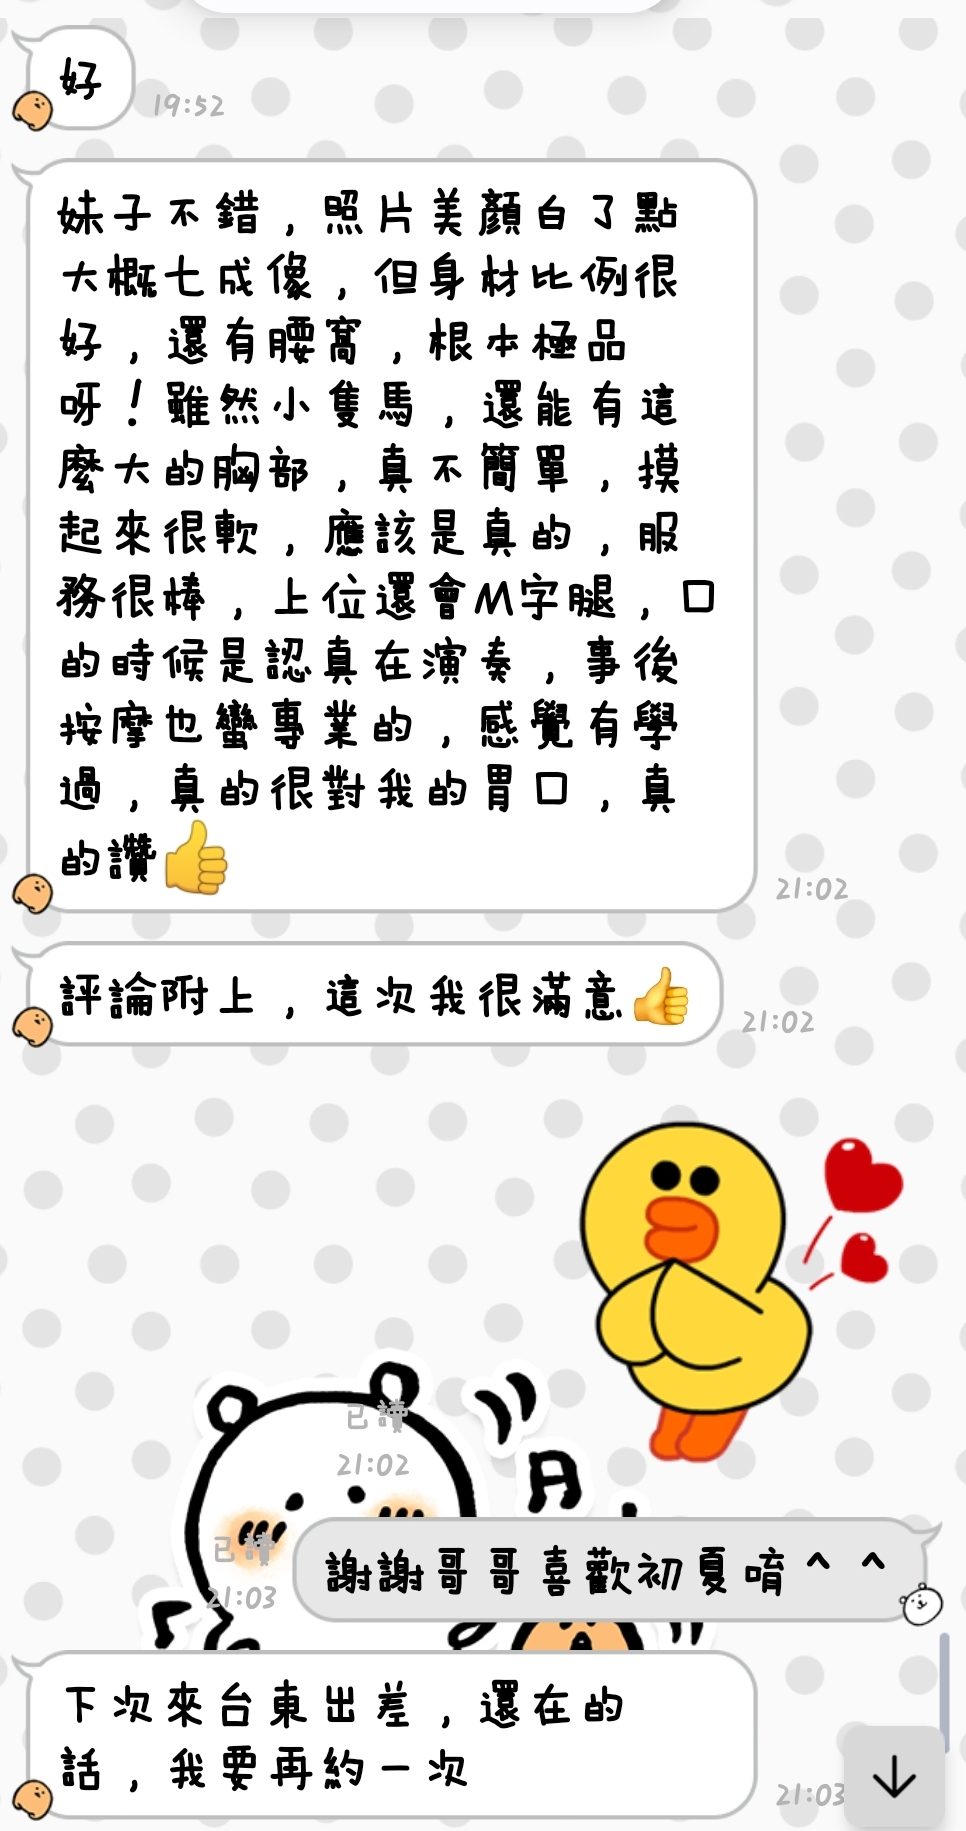 好
19:52
妹子不錯，照片美顏白了點
大概七成像，但身材比例很
好，還有腰窩，根本極品
呀！雖然小隻馬，還能有這
麼大的胸部，真不簡單，摸
起來很軟，應該是真的，服
務很棒，上位還會M字腿，口
的時候是認真在演奏，事後
按摩也蠻專業的，感覺有學
過，真的很對我的胃口，真
的讚👍
21:02
評論附上，這次我很滿意👍
21:02
已讀
21:02
已讀
21:03
謝謝哥哥喜歡初夏唷^ ^
下次來台東出差，還在的
話，我要再約一次
21:03